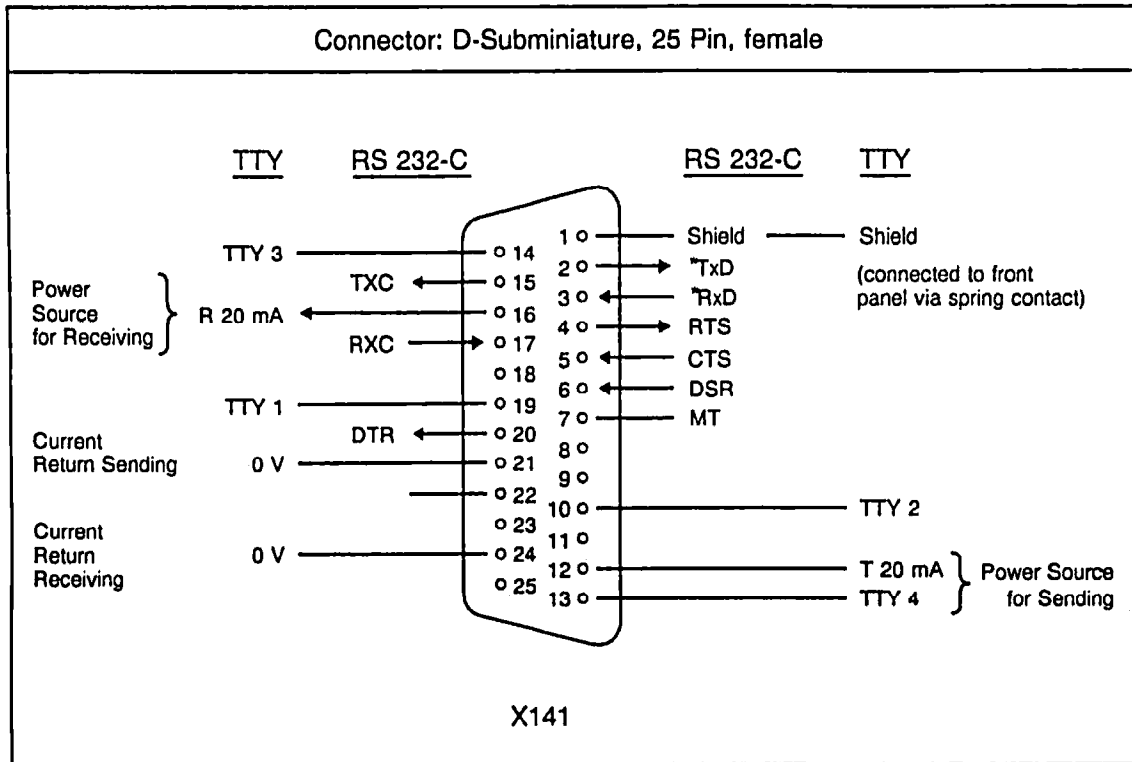 Connector: D-Subminiature, 25 Pin, female
TTY RS 232-C RS 232-C TTY
1 Shield Shield
TTY 3 14
2 *TxD
(connected to front
panel via spring contact)
TXC 15
3 *RxD
Power
Source
for Receiving
R 20 mA 16
4 RTS
RXC 17
5 CTS
18
6 DSR
TTY 1 19
7 MT
DTR 20
8
Current
Return Sending
0 V 21
9
22
10 TTY 2
23
11
Current
Return
Receiving
0 V 24
12 T 20 mA
25
13 TTY 4
Power Source
for Sending
X141